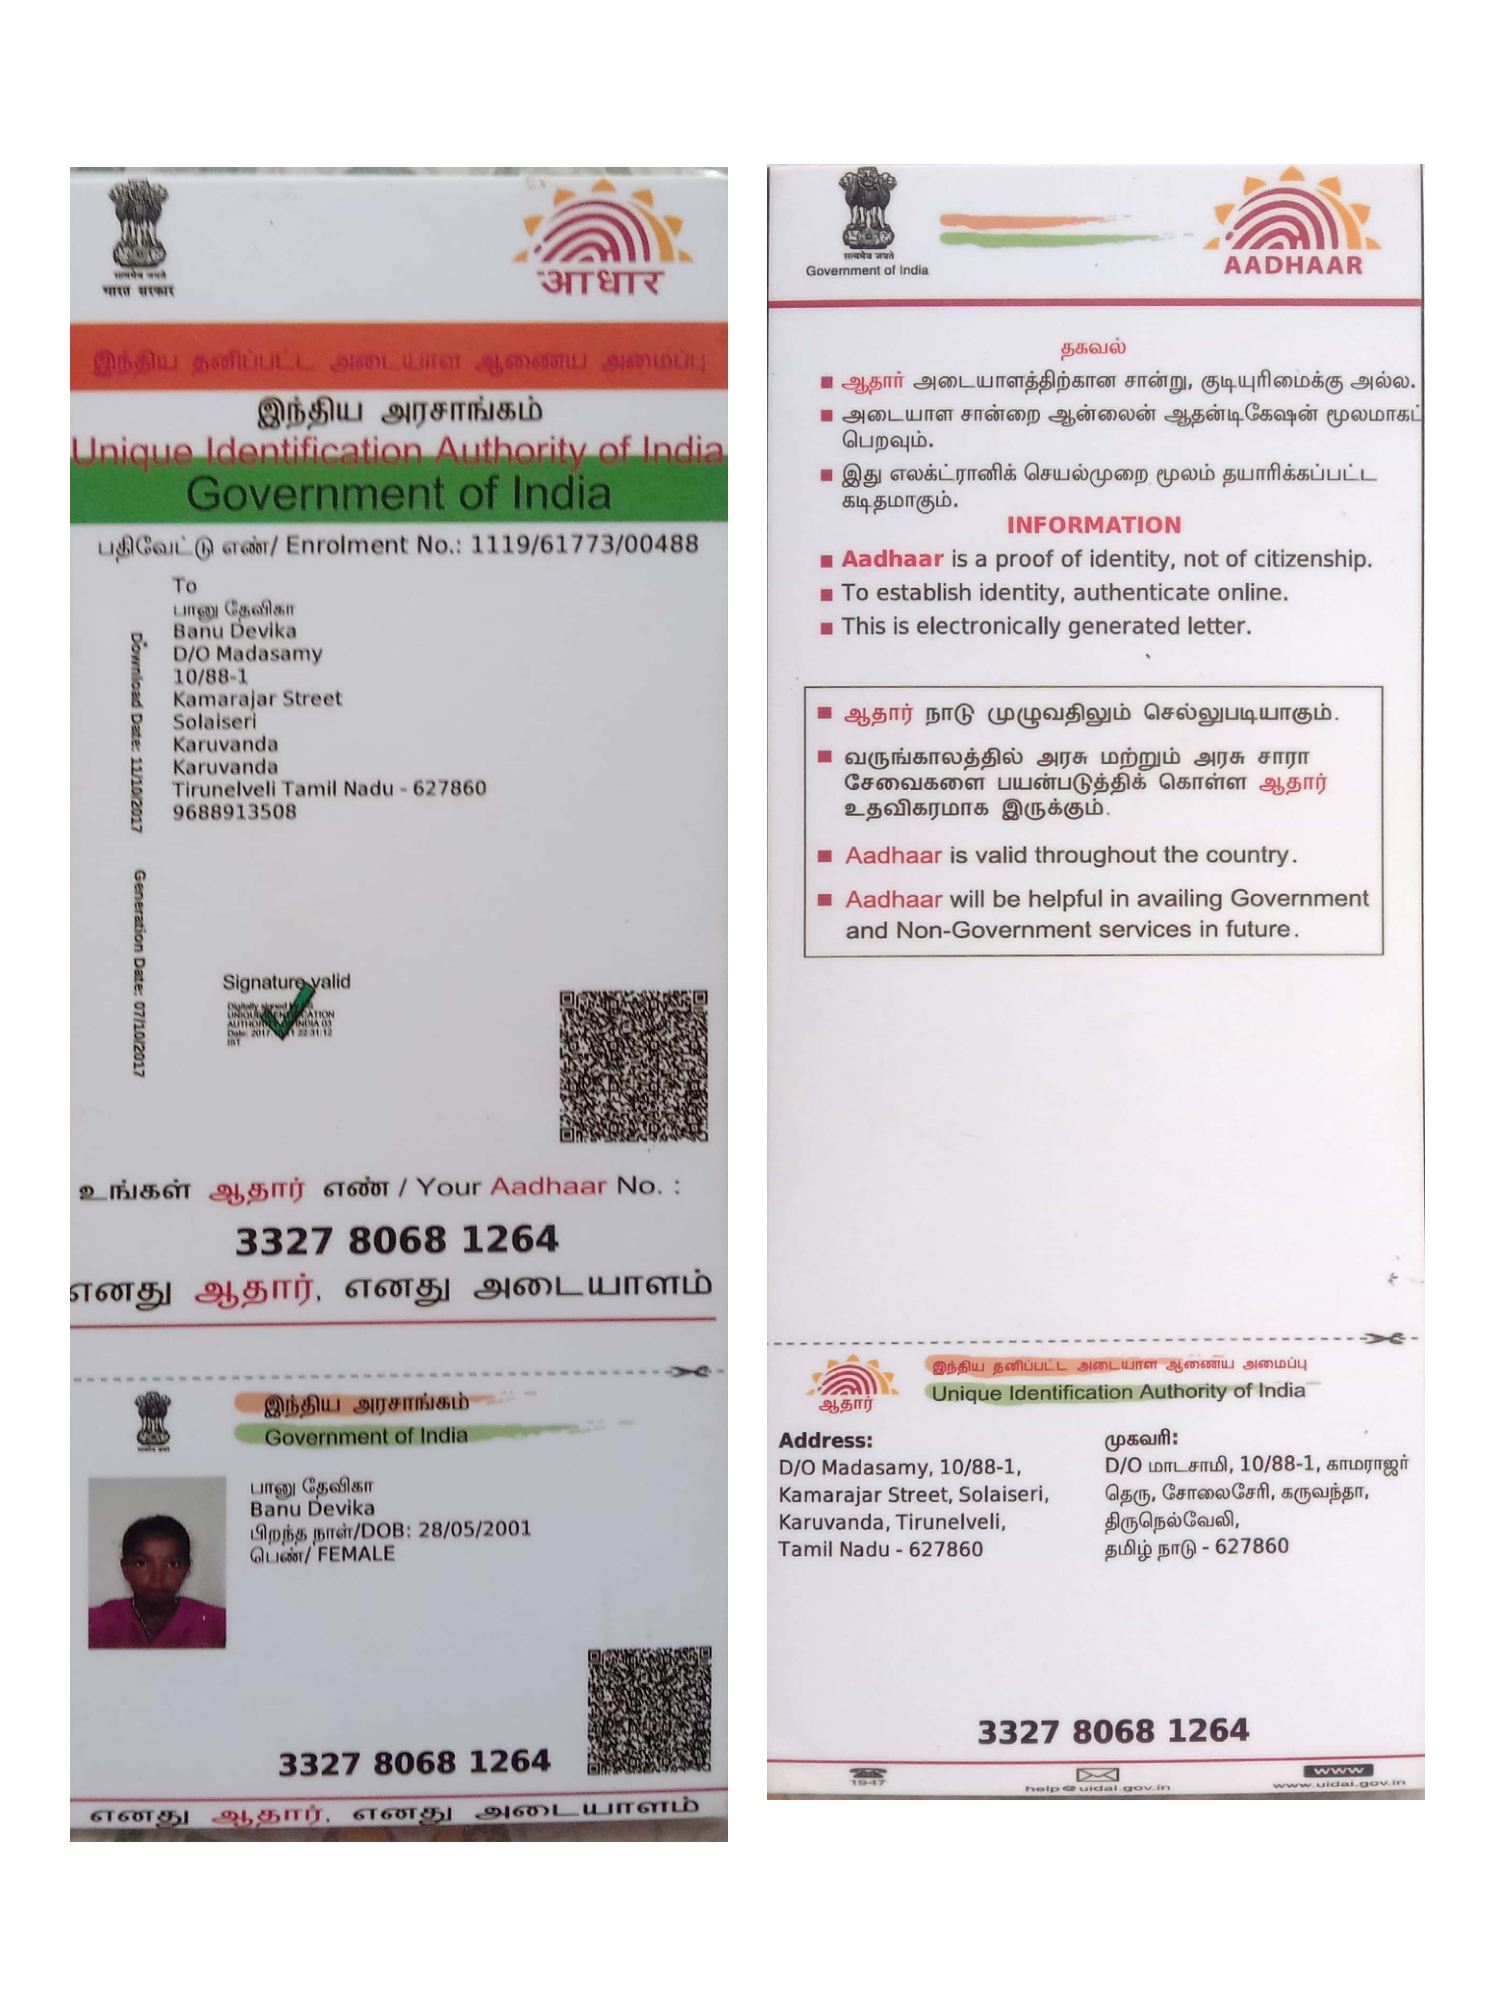 सत्यमेव जयते
भारत सरकार
आधार
இந்திய தனிப்பட்ட அடையாள ஆணைய அமைப்பு
இந்திய அரசாங்கம்
Unique Identification Authority of India
Government of India
பதிவேட்டு எண்/ Enrolment No.: 1119/61773/00488
To
பானு தேவிகா
Banu Devika
D/O Madasamy
10/88-1
Kamarajar Street
Solaiseri
Karuvanda
Karuvanda
Tirunelveli Tamil Nadu - 627860
9688913508
Download Date: 11/10/2017
Generation Date: 07/10/2017
Signature valid
Digitally signed by
UNIQUE IDENTIFICATION
AUTHORITY OF INDIA 03
Date: 2017 22:31:12
IST
உங்கள் ஆதார் எண் / Your Aadhaar No. :
3327 8068 1264
எனது ஆதார், எனது அடையாளம்
இந்திய அரசாங்கம்
Government of India
பானு தேவிகா
Banu Devika
பிறந்த நாள்/DOB: 28/05/2001
பெண்/ FEMALE
3327 8068 1264
எனது ஆதார், எனது அடையாளம்
सत्यमेव जयते
Government of India
AADHAAR
தகவல்
ஆதார் அடையாளத்திற்கான சான்று, குடியுரிமைக்கு அல்ல.
அடையாள சான்றை ஆன்லைன் ஆதன்டிகேஷன் மூலமாகப்
பெறவும்.
இது எலக்ட்ரானிக் செயல்முறை மூலம் தயாரிக்கப்பட்ட
கடிதமாகும்.
INFORMATION
Aadhaar is a proof of identity, not of citizenship.
To establish identity, authenticate online.
This is electronically generated letter.
ஆதார் நாடு முழுவதிலும் செல்லுபடியாகும்.
வருங்காலத்தில் அரசு மற்றும் அரசு சாரா
சேவைகளை பயன்படுத்திக் கொள்ள ஆதார்
உதவிகரமாக இருக்கும்.
Aadhaar is valid throughout the country.
Aadhaar will be helpful in availing Government
and Non-Government services in future.
ஆதார்
இந்திய தனிப்பட்ட அடையாள ஆணைய அமைப்பு
Unique Identification Authority of India
Address:
D/O Madasamy, 10/88-1,
Kamarajar Street, Solaiseri,
Karuvanda, Tirunelveli,
Tamil Nadu - 627860
முகவரி:
D/O மாடசாமி, 10/88-1, காமராஜர்
தெரு, சோலைசேரி, கருவந்தா,
திருநெல்வேலி,
தமிழ் நாடு - 627860
3327 8068 1264
1947
help@uidai.gov.in
www
www.uidai.gov.in